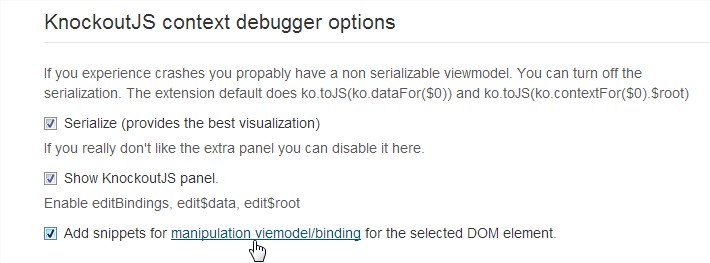 KnockoutJS context debugger options
If you experience crashes you propably have a non serializable viewmodel. You can turn off the
serialization. The extension default does ko.toJS(ko.dataFor($0)) and ko.toJS(ko.contextFor($0).$root)
Serialize (provides the best visualization)
If you really don't like the extra panel you can disable it here.
Show KnockoutJS panel.
Enable editBindings, edit$data, edit$root
Add snippets for manipulation viemodel/binding for the selected DOM element.